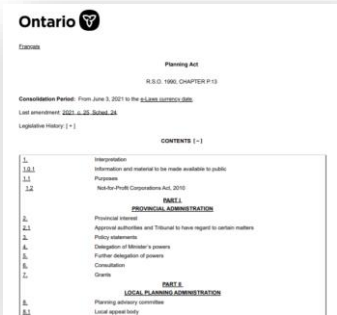 Ontario
Français
Planning Act
R.S.O. 1990, CHAPTER P.13
Consolidation Period: From June 3, 2021 to the e-Laws currency date.
Last amendment: 2021, c. 25, Sched. 24.
Legislative History: [ + ]
CONTENTS [ – ]
1. Interpretation
1.0.1 Information and material to be made available to public
1.1 Purposes
1.2 Not-for-Profit Corporations Act, 2010
PART I
PROVINCIAL ADMINISTRATION
2. Provincial interest
2.1 Approval authorities and Tribunal to have regard to certain matters
3. Policy statements
4. Delegation of Minister's powers
5. Further delegation of powers
6. Consultation
7. Grants
PART II
LOCAL PLANNING ADMINISTRATION
8. Planning advisory committee
8.1 Local appeal body